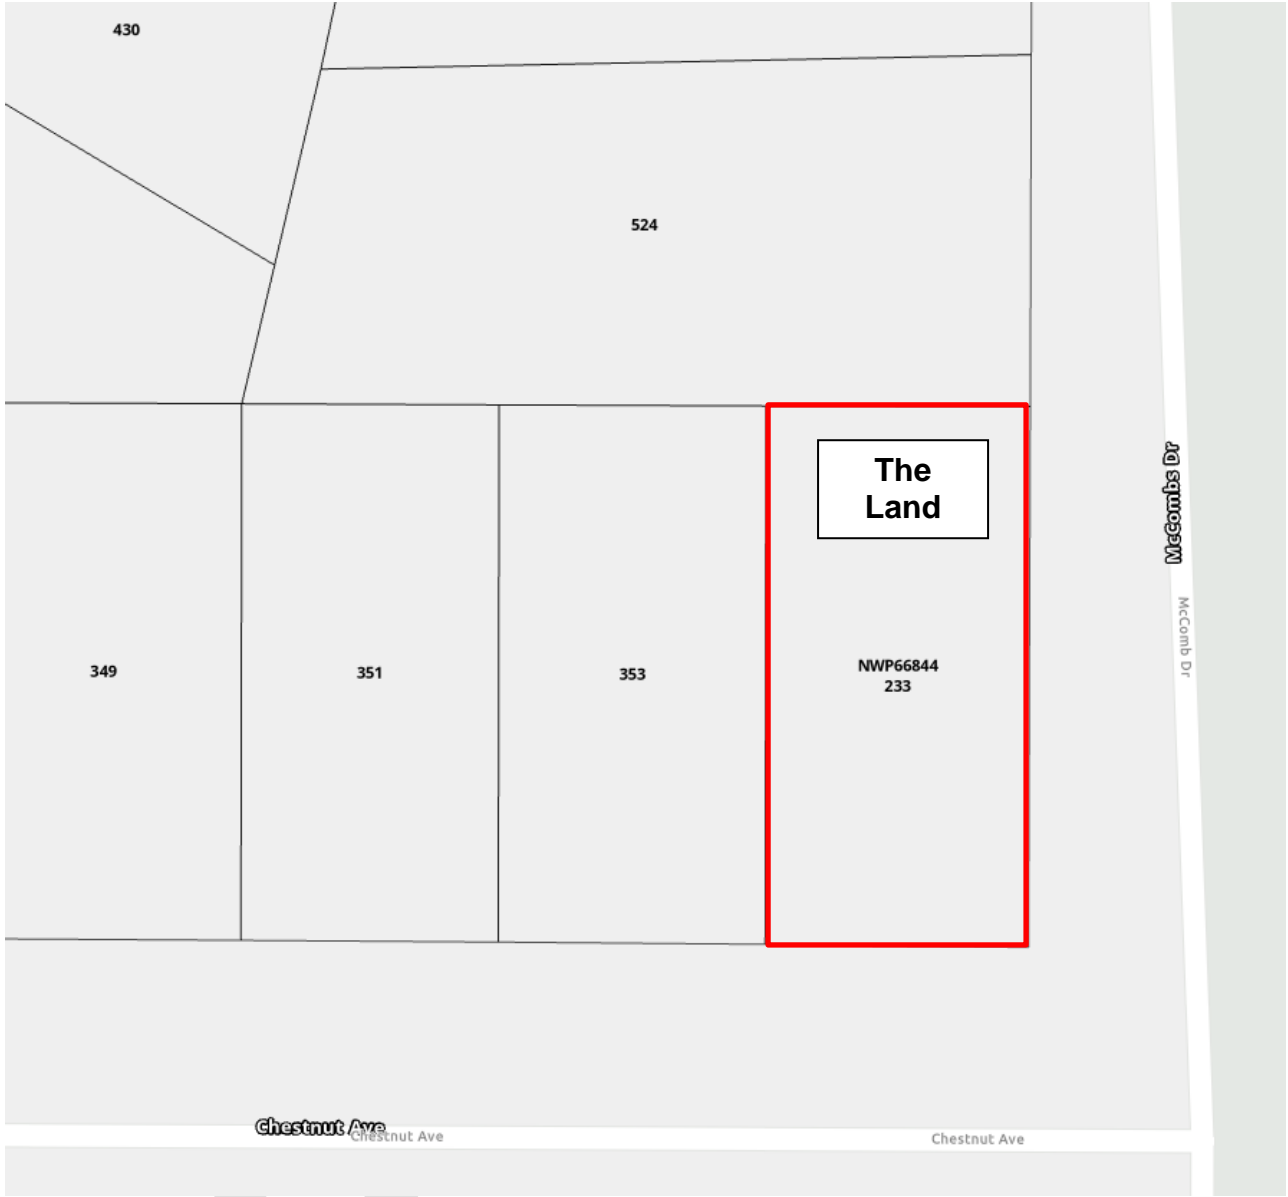 430
524
The
Land
McCombs Dr
McComb Dr
349
351
353
NWP66844
233
Chestnut Ave
Chestnut Ave
Chestnut Ave